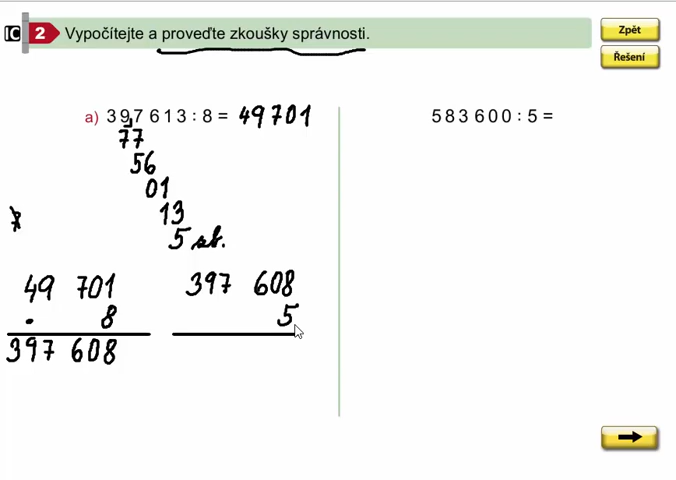 IC 2 Vypočítejte a proveďte zkoušky správnosti.
Zpět
Řešení
a) 397 613 : 8 = 49701
77
56
01
13
5 zb.
49 701
. 8
397 608
397 608
5
583 600 : 5 =